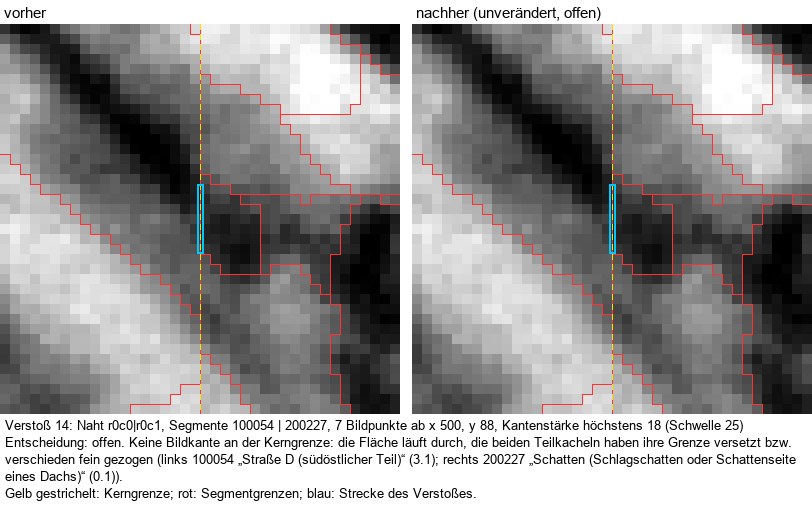 vorher
nachher (unverändert, offen)
Verstoß 14: Naht r0c0|r0c1, Segmente 100054 | 200227, 7 Bildpunkte ab x 500, y 88, Kantenstärke höchstens 18 (Schwelle 25)
Entscheidung: offen. Keine Bildkante an der Kerngrenze: die Fläche läuft durch, die beiden Teilkacheln haben ihre Grenze versetzt bzw.
verschieden fein gezogen (links 100054 „Straße D (südöstlicher Teil)“ (3.1); rechts 200227 „Schatten (Schlagschatten oder Schattenseite
eines Dachs)“ (0.1)).
Gelb gestrichelt: Kerngrenze; rot: Segmentgrenzen; blau: Strecke des Verstoßes.